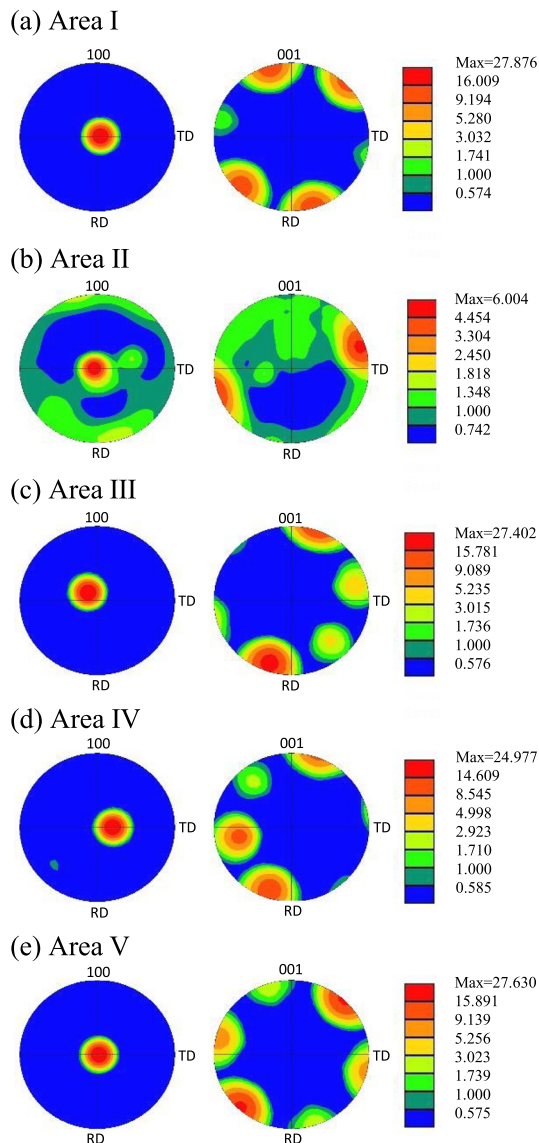 (a) Area I
100
001
TD
TD
RD
RD
Max=27.876
16.009
9.194
5.280
3.032
1.741
1.000
0.574
(b) Area II
100
001
TD
TD
RD
RD
Max=6.004
4.454
3.304
2.450
1.818
1.348
1.000
0.742
(c) Area III
100
001
TD
TD
RD
RD
Max=27.402
15.781
9.089
5.235
3.015
1.736
1.000
0.576
(d) Area IV
100
001
TD
TD
RD
RD
Max=24.977
14.609
8.545
4.998
2.923
1.710
1.000
0.585
(e) Area V
100
001
TD
TD
RD
RD
Max=27.630
15.891
9.139
5.256
3.023
1.739
1.000
0.575